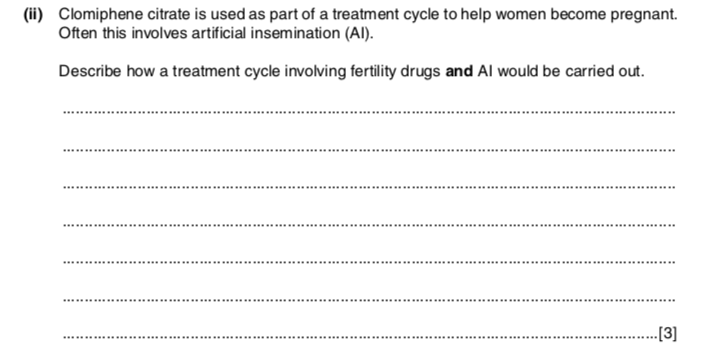 (ii) Clomiphene citrate is used as part of a treatment cycle to help women become pregnant.
Often this involves artificial insemination (AI).
Describe how a treatment cycle involving fertility drugs and AI would be carried out.
...................................................................................................................................
...................................................................................................................................
...................................................................................................................................
...................................................................................................................................
...................................................................................................................................
...................................................................................................................................
...............................................................................................................................[3]